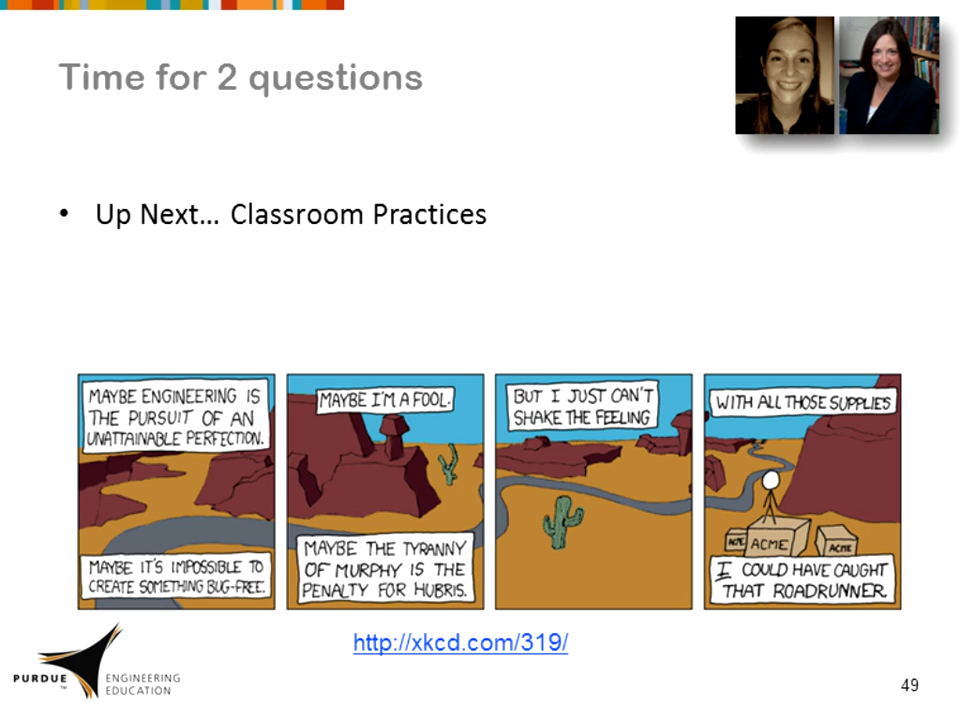 Time for 2 questions
• Up Next… Classroom Practices
MAYBE ENGINEERING IS
THE PURSUIT OF AN
UNATTAINABLE PERFECTION.
MAYBE IT'S IMPOSSIBLE TO
CREATE SOMETHING BUG-FREE.
MAYBE I'M A FOOL.
MAYBE THE TYRANNY
OF MURPHY IS THE
PENALTY FOR HUBRIS.
BUT I JUST CAN'T
SHAKE THE FEELING
WITH ALL THOSE SUPPLIES
ACME
ACME
ACME
I COULD HAVE CAUGHT
THAT ROADRUNNER.
http://xkcd.com/319/
PURDUE
TM
ENGINEERING
EDUCATION
49